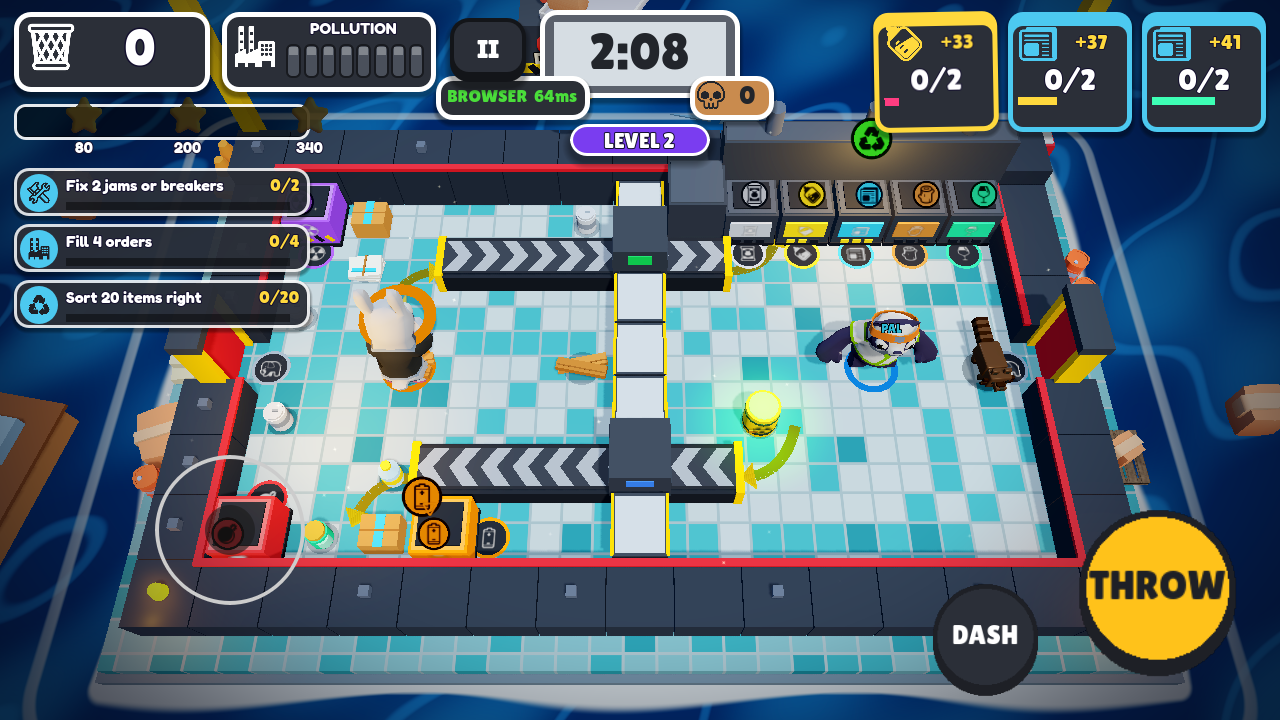 0
POLLUTION
II
2:08
+33
0/2
+37
0/2
+41
0/2
BROWSER 64ms
0
80
200
340
LEVEL 2
Fix 2 jams or breakers
0/2
Fill 4 orders
0/4
Sort 20 items right
0/20
PAL
THROW
DASH